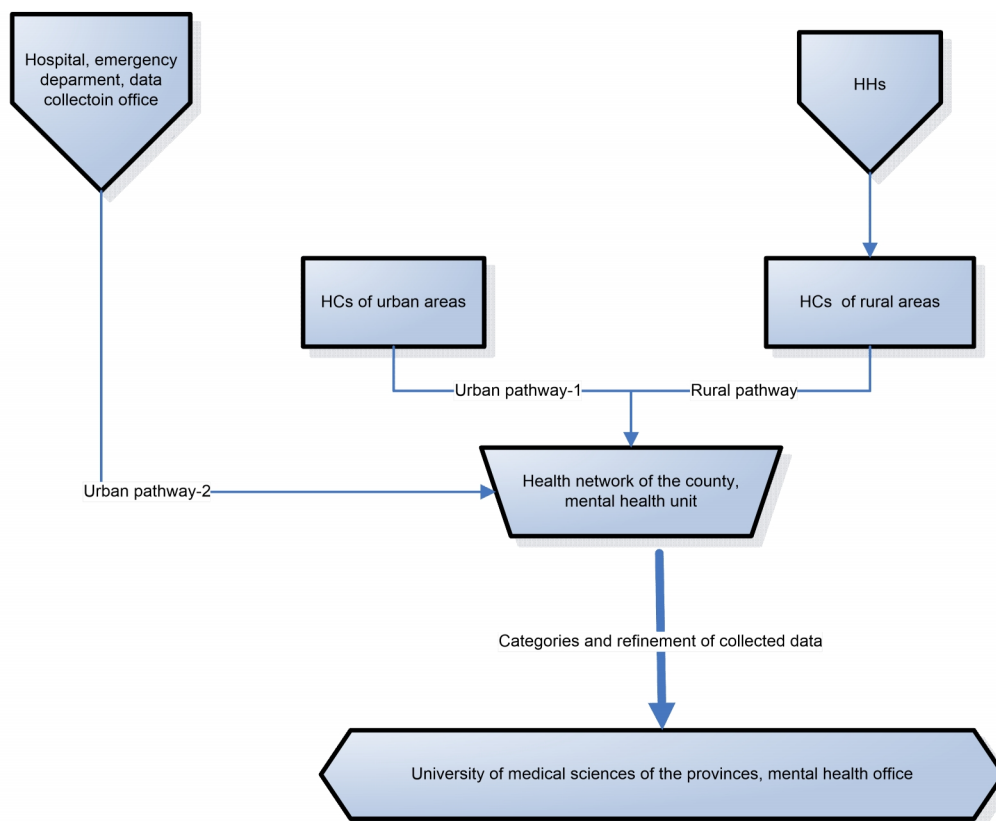 Hospital, emergency
deparment, data
collectoin office
HHs
HCs of urban areas
HCs of rural areas
Urban pathway-1
Rural pathway
Health network of the county,
mental health unit
Urban pathway-2
Categories and refinement of collected data
University of medical sciences of the provinces, mental health office